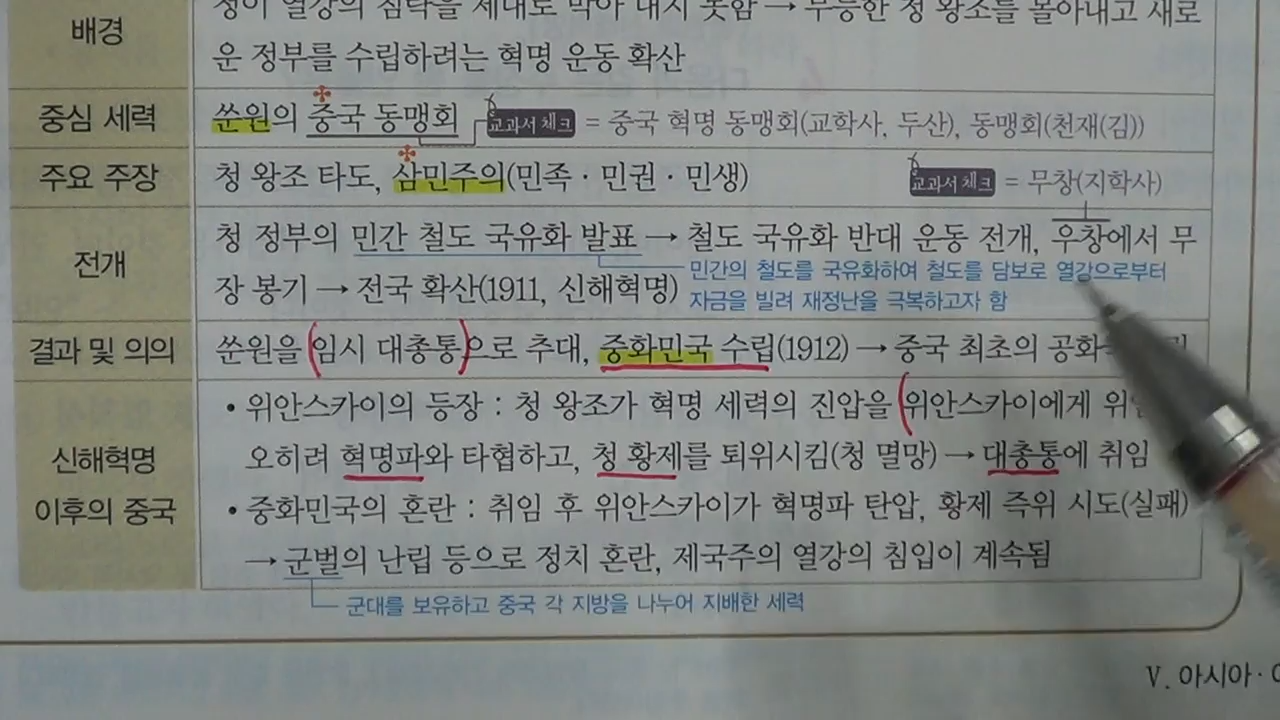 배경
청이 열강의 침략을 제대로 막아 내지 못함 → 무능한 청 왕조를 몰아내고 새로
운 정부를 수립하려는 혁명 운동 확산
중심 세력
쑨원의 중국 동맹회 교과서 체크 = 중국 혁명 동맹회(교학사, 두산), 동맹회(천재(김))
주요 주장
청 왕조 타도, 삼민주의(민족·민권·민생) 교과서 체크 = 무창(지학사)
전개
청 정부의 민간 철도 국유화 발표 → 철도 국유화 반대 운동 전개, 우창에서 무
장 봉기 → 전국 확산(1911, 신해혁명)
민간의 철도를 국유화하여 철도를 담보로 열강으로부터
자금을 빌려 재정난을 극복하고자 함
결과 및 의의
쑨원을 임시 대총통으로 추대, 중화민국 수립(1912) → 중국 최초의
신해혁명
이후의 중국
• 위안스카이의 등장 : 청 왕조가 혁명 세력의 진압을 위안스카이에게
오히려 혁명파와 타협하고, 청 황제를 퇴위시킴(청 멸망) → 대총통에 취임
• 중화민국의 혼란 : 취임 후 위안스카이가 혁명파 탄압, 황제 즉위 시도(실패)
→ 군벌의 난립 등으로 정치 혼란, 제국주의 열강의 침입이 계속됨
군대를 보유하고 중국 각 지방을 나누어 지배한 세력
V. 아시아·